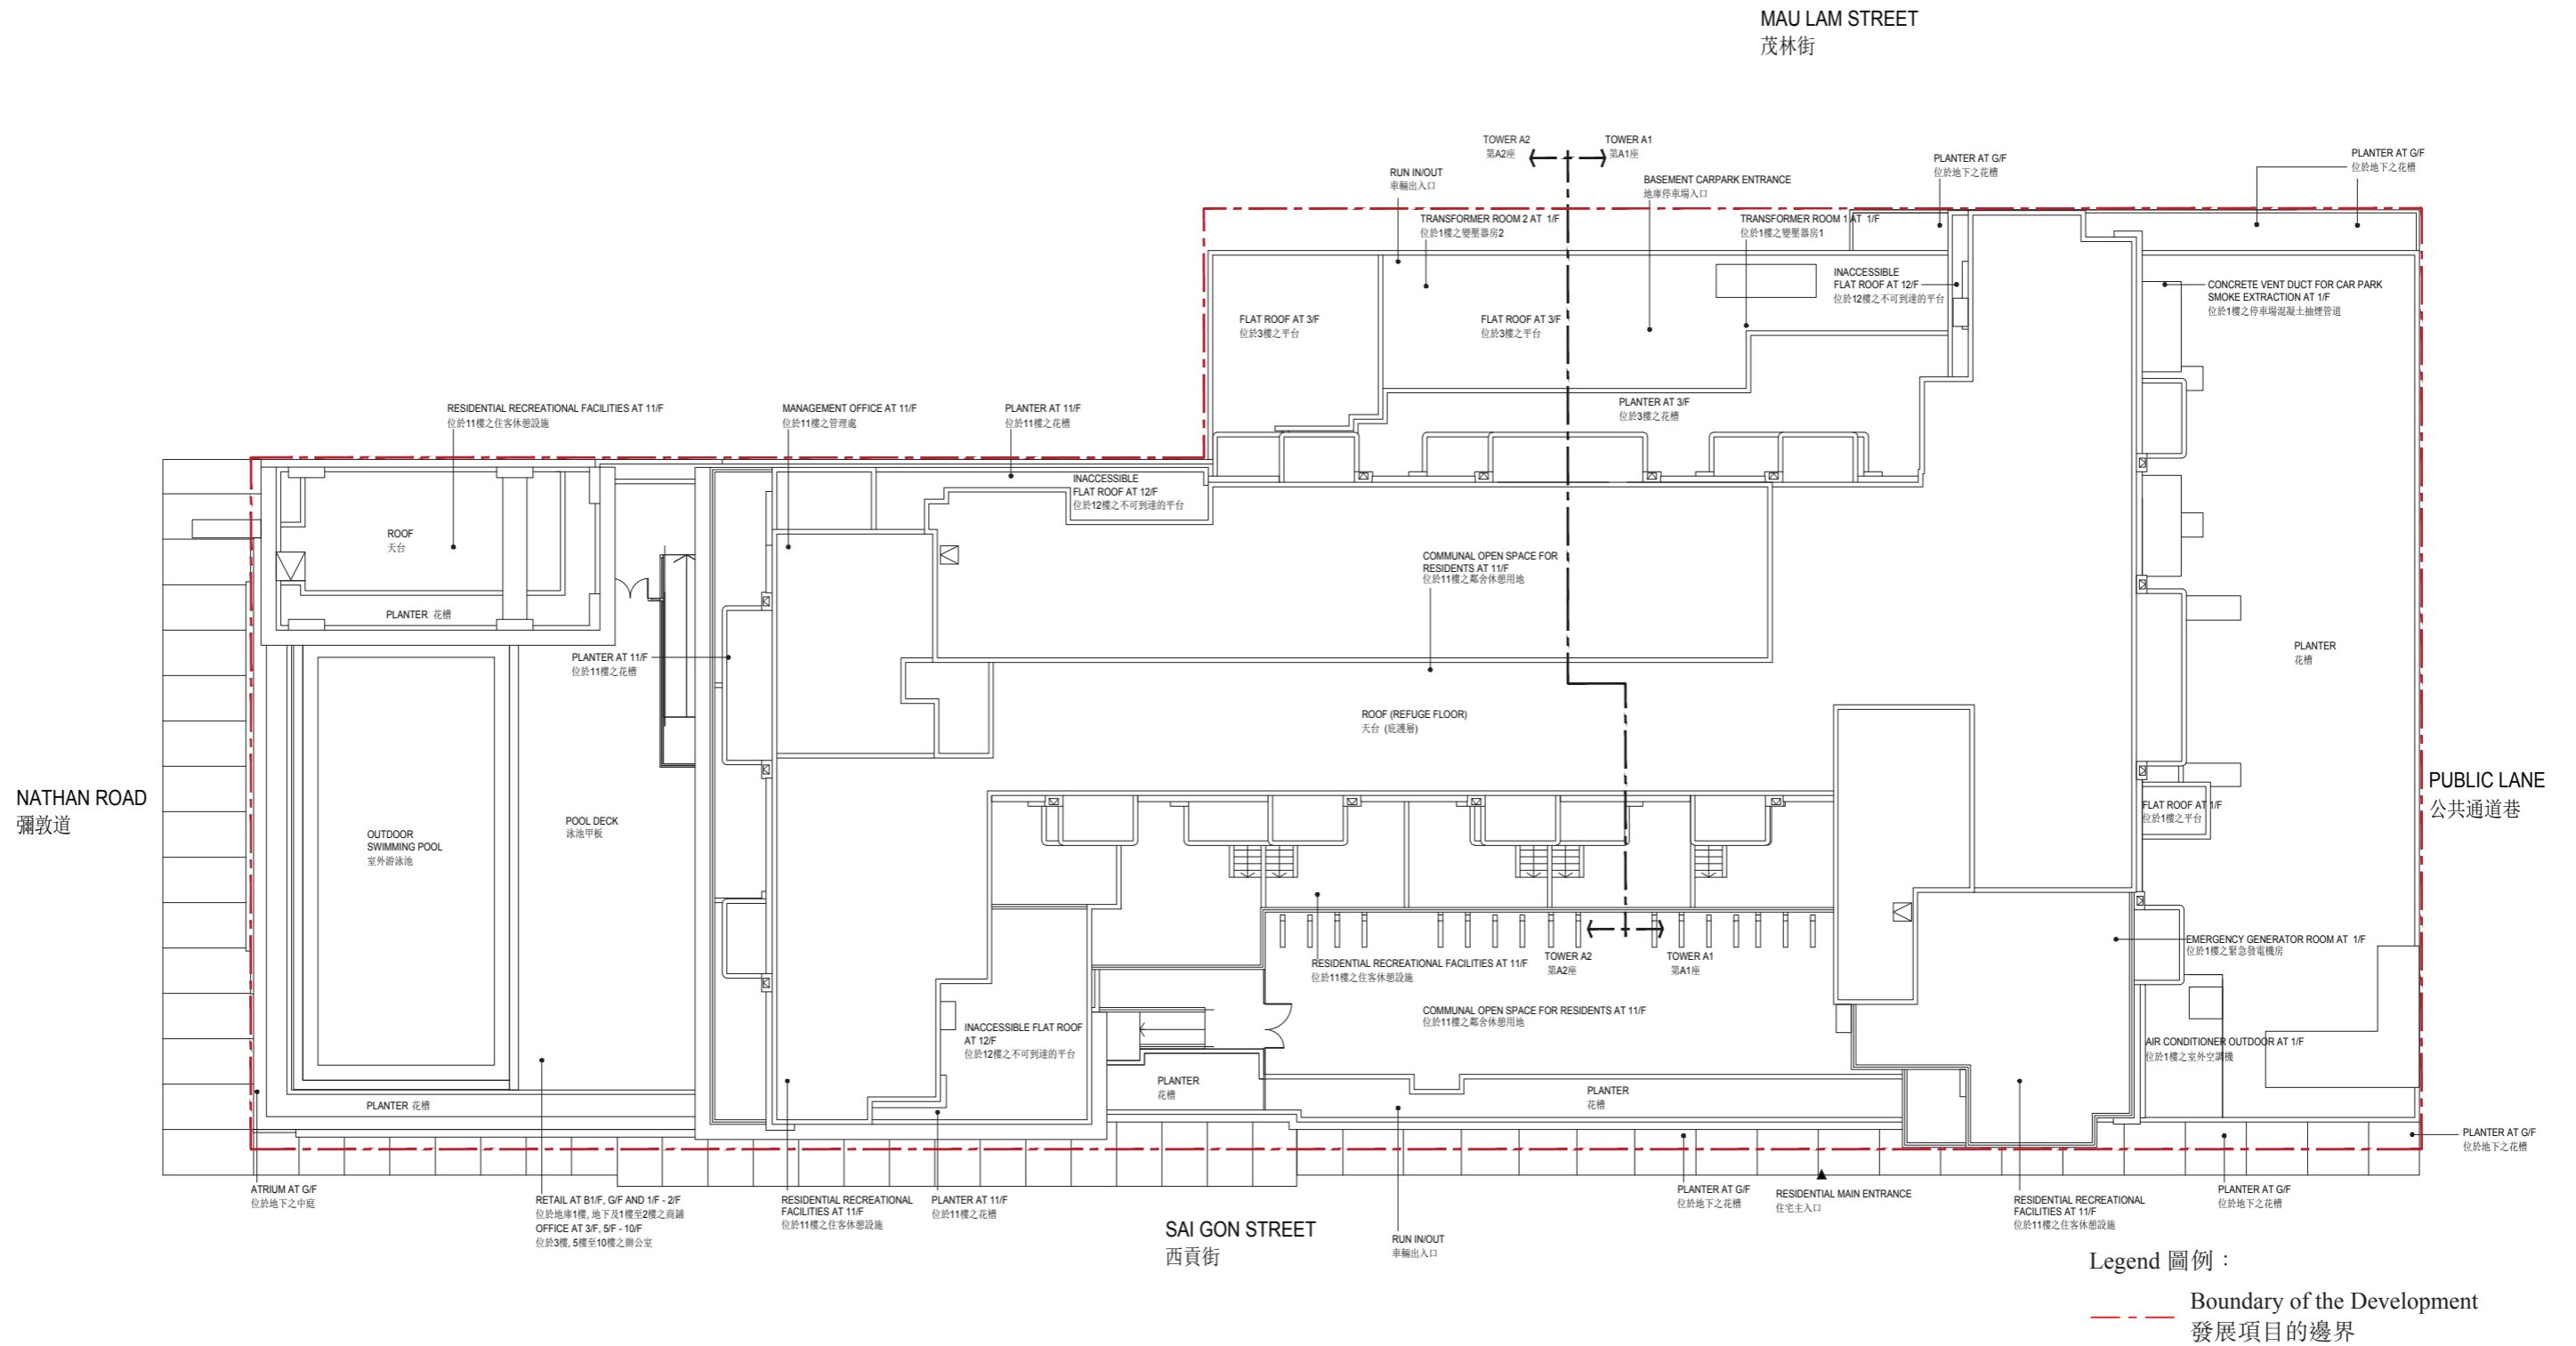 MAU LAM STREET
茂林街
TOWER A2
第A2座
TOWER A1
第A1座
PLANTER AT G/F
位於地下之花槽
PLANTER AT G/F
位於地下之花槽
RUN IN/OUT
車輛出入口
BASEMENT CARPARK ENTRANCE
地庫停車場入口
TRANSFORMER ROOM 2 AT 1/F
位於1樓之變壓器房2
TRANSFORMER ROOM 1 AT 1/F
位於1樓之變壓器房1
INACCESSIBLE
FLAT ROOF AT 12/F
位於12樓之不可到達的平台
CONCRETE VENT DUCT FOR CAR PARK
SMOKE EXTRACTION AT 1/F
位於1樓之停車場混凝土抽煙管道
FLAT ROOF AT 3/F
位於3樓之平台
FLAT ROOF AT 3/F
位於3樓之平台
PLANTER AT 3/F
位於3樓之花槽
RESIDENTIAL RECREATIONAL FACILITIES AT 11/F
位於11樓之住客休憩設施
MANAGEMENT OFFICE AT 11/F
位於11樓之管理處
PLANTER AT 11/F
位於11樓之花槽
INACCESSIBLE
FLAT ROOF AT 12/F
位於12樓之不可到達的平台
ROOF
天台
PLANTER 花槽
COMMUNAL OPEN SPACE FOR
RESIDENTS AT 11/F
位於11樓之鄰舍休憩用地
PLANTER AT 11/F
位於11樓之花槽
PLANTER
花槽
ROOF (REFUGE FLOOR)
天台 (庇護層)
NATHAN ROAD
彌敦道
PUBLIC LANE
公共通道巷
OUTDOOR
SWIMMING POOL
室外游泳池
POOL DECK
泳池甲板
FLAT ROOF AT 1/F
位於1樓之平台
EMERGENCY GENERATOR ROOM AT 1/F
位於1樓之緊急發電機房
RESIDENTIAL RECREATIONAL FACILITIES AT 11/F
位於11樓之住客休憩設施
TOWER A2
第A2座
TOWER A1
第A1座
COMMUNAL OPEN SPACE FOR RESIDENTS AT 11/F
位於11樓之鄰舍休憩用地
INACCESSIBLE FLAT ROOF
AT 12/F
位於12樓之不可到達的平台
AIR CONDITIONER OUTDOOR AT 1/F
位於1樓之室外空調機
PLANTER
花槽
PLANTER
花槽
PLANTER 花槽
PLANTER AT G/F
位於地下之花槽
ATRIUM AT G/F
位於地下之中庭
RETAIL AT B1/F, G/F AND 1/F - 2/F
位於地庫1樓, 地下及1樓至2樓之商鋪
OFFICE AT 3/F, 5/F - 10/F
位於3樓, 5樓至10樓之辦公室
RESIDENTIAL RECREATIONAL
FACILITIES AT 11/F
位於11樓之住客休憩設施
PLANTER AT 11/F
位於11樓之花槽
SAI GON STREET
西貢街
RUN IN/OUT
車輛出入口
PLANTER AT G/F
位於地下之花槽
RESIDENTIAL MAIN ENTRANCE
住宅主入口
RESIDENTIAL RECREATIONAL
FACILITIES AT 11/F
位於11樓之住客休憩設施
PLANTER AT G/F
位於地下之花槽
Legend 圖例：
Boundary of the Development
發展項目的邊界